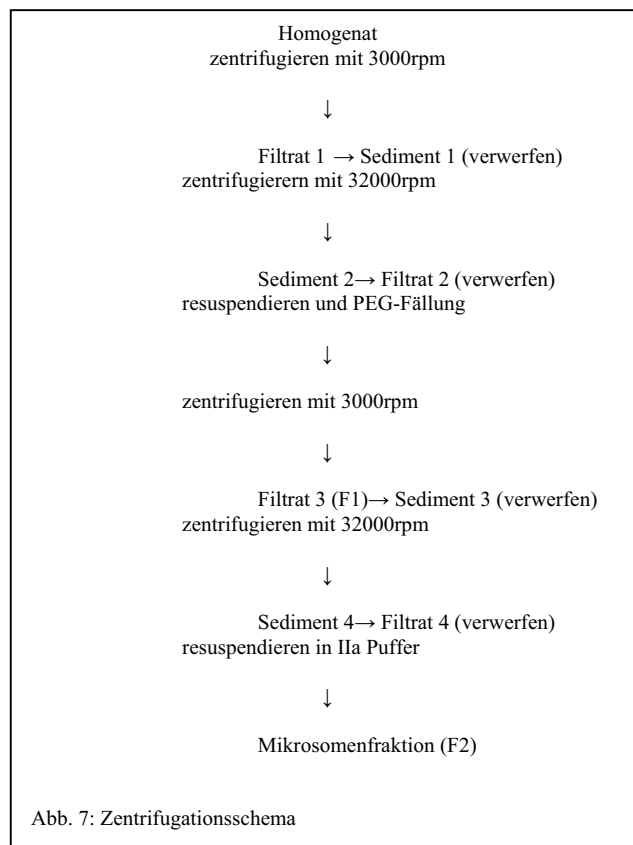 Homogenat
zentrifugieren mit 3000rpm
↓
Filtrat 1 → Sediment 1 (verwerfen)
zentrifugierern mit 32000rpm
↓
Sediment 2→ Filtrat 2 (verwerfen)
resuspendieren und PEG-Fällung
↓
zentrifugieren mit 3000rpm
↓
Filtrat 3 (F1)→ Sediment 3 (verwerfen)
zentrifugieren mit 32000rpm
↓
Sediment 4→ Filtrat 4 (verwerfen)
resuspendieren in IIa Puffer
↓
Mikrosomenfraktion (F2)
Abb. 7: Zentrifugationsschema